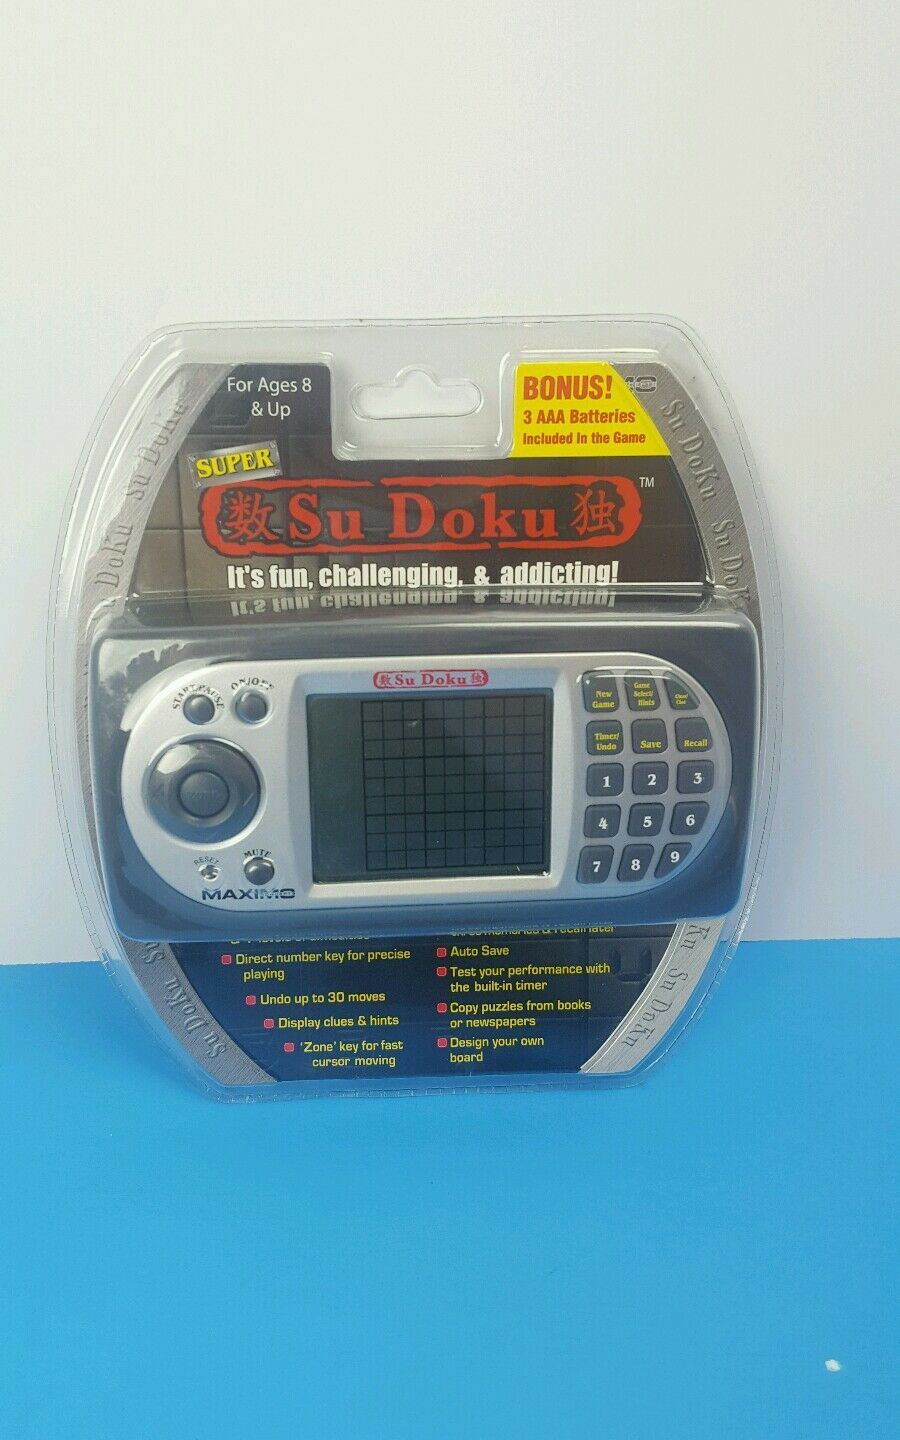 For Ages 8
& Up
BONUS!
3 AAA Batteries
Included In the Game
SUPER
数 Su Doku 独 ™
It's fun, challenging, & addicting!
Su DoKu
DoKu
Su DoKu
Su Dok
数 Su Doku 独
START/PAUSE
ON/OFF
New
Game
Game
Select/
Hints
Clear/
Timer/
Undo
Save
Recall
1 2 3
4 5 6
7 8 9
RESET
MUTE
MAXIMO
Direct number key for precise
playing
Undo up to 30 moves
Display clues & hints
'Zone' key for fast
cursor moving
Auto Save
Test your performance with
the built-in timer
Copy puzzles from books
or newspapers
Design your own
board
Su DoKu
Ku
Su DoKu